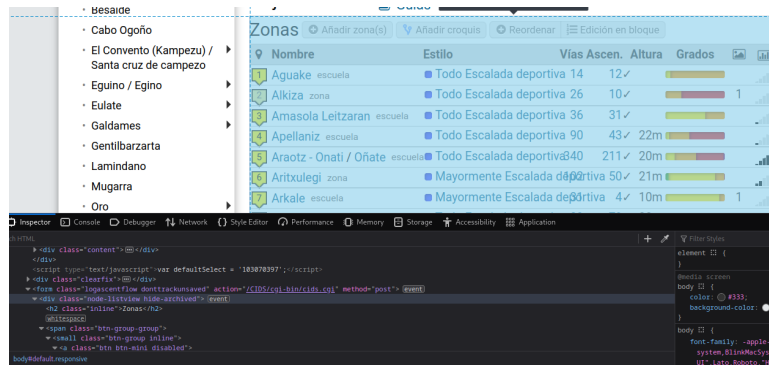 Besaide
Cabo Ogoño
El Convento (Kampezu) /
Santa cruz de campezo
Eguino / Egino
Eulate
Galdames
Gentilbarzarta
Lamindano
Mugarra
Oro
Zonas Añadir zona(s) Añadir croquis Reordenar Edición en bloque
Nombre Estilo Vías Ascen. Altura Grados
1 Aguake escuela Todo Escalada deportiva 14 12✓
2 Alkiza zona Todo Escalada deportiva 26 10✓ 1
3 Amasola Leitzaran escuela Todo Escalada deportiva 36 31✓
4 Apellaniz escuela Todo Escalada deportiva 90 43✓ 22m
5 Araotz - Onati / Oñate escuela Todo Escalada deportiva 340 211✓ 20m
6 Aritxulegi zona Mayormente Escalada deportiva 50✓ 21m
7 Arkale escuela Mayormente Escalada deportiva 4✓ 10m 1
Inspector Console Debugger Network {} Style Editor Performance Memory Storage Accessibility Application
ch HTML
+ Filter Styles
<div class="content"> </div>
</div>
<script type="text/javascript">var defaultSelect = '103070397';</script>
<div class="clearfix"> </div>
<form class="logascentflow donttrackunsaved" action="/CIDS/cgi-bin/cids.cgi" method="post"> event
<div class="node-listview hide-archived"> event
<h2 class="inline">Zonas</h2>
whitespace
<span class="btn-group-group">
<small class="btn-group inline">
<a class="btn btn-mini disabled">
body#default.responsive
element {
}
@media screen
body {
color: #333;
background-color:
}
body {
font-family: -apple-
system,BlinkMacSys
UI",Lato,Roboto,"H